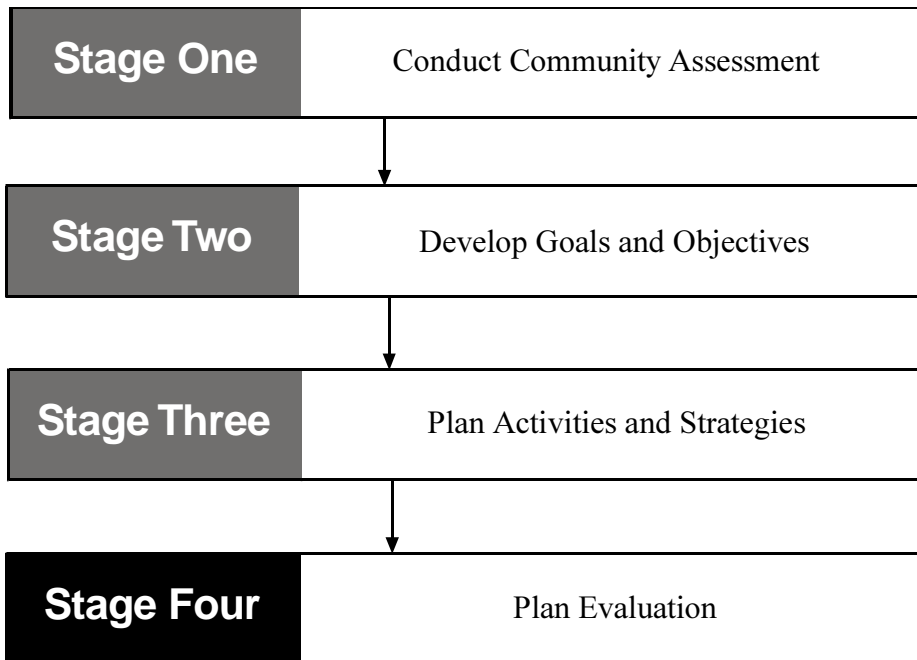 Stage One
Conduct Community Assessment
Stage Two
Develop Goals and Objectives
Stage Three
Plan Activities and Strategies
Stage Four
Plan Evaluation